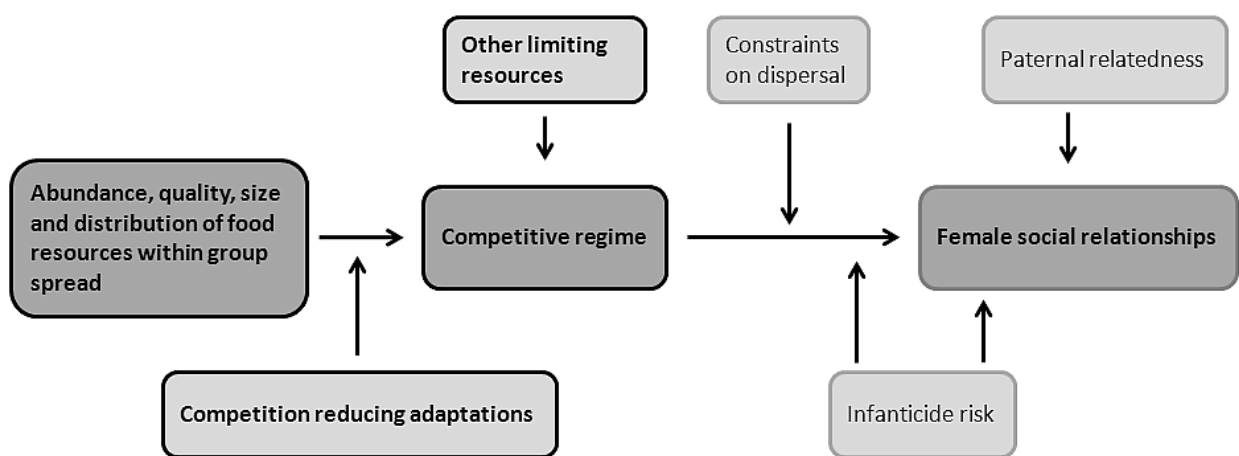 Other limiting
resources
Constraints
on dispersal
Paternal relatedness
Abundance, quality, size
and distribution of food
resources within group
spread
Competitive regime
Female social relationships
Competition reducing adaptations
Infanticide risk